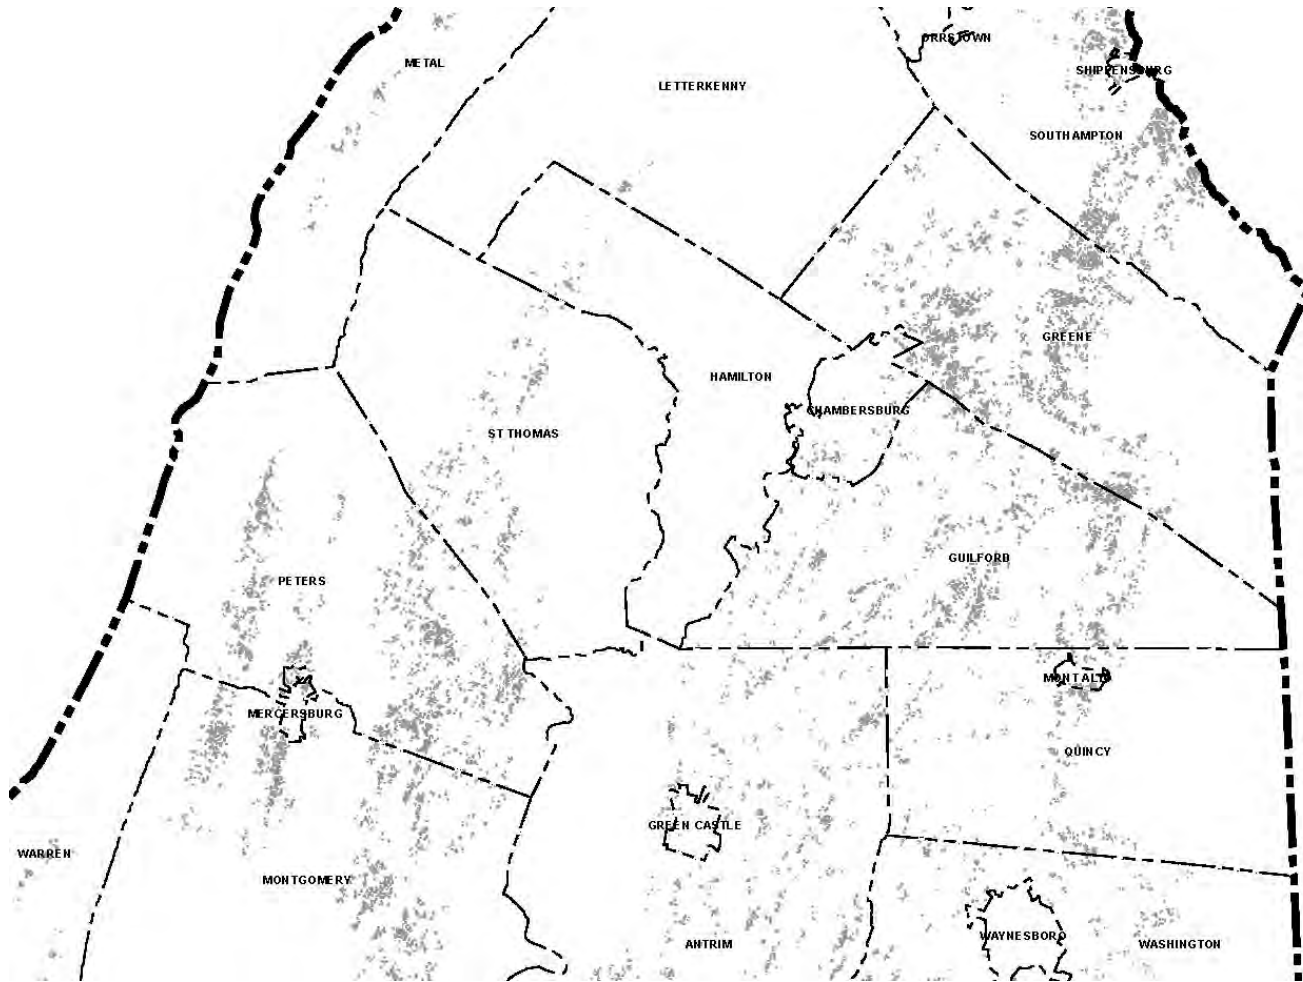 ORRSTOWN
METAL
SHIPPENSBURG
LETTERKENNY
SOUTHAMPTON
GREENE
HAMILTON
CHAMBERSBURG
ST THOMAS
GUILFORD
PETERS
MONT ALTO
MERCERSBURG
QUINCY
GREEN CASTLE
WARREN
MONTGOMERY
WAYNESBORO
ANTRIM
WASHINGTON